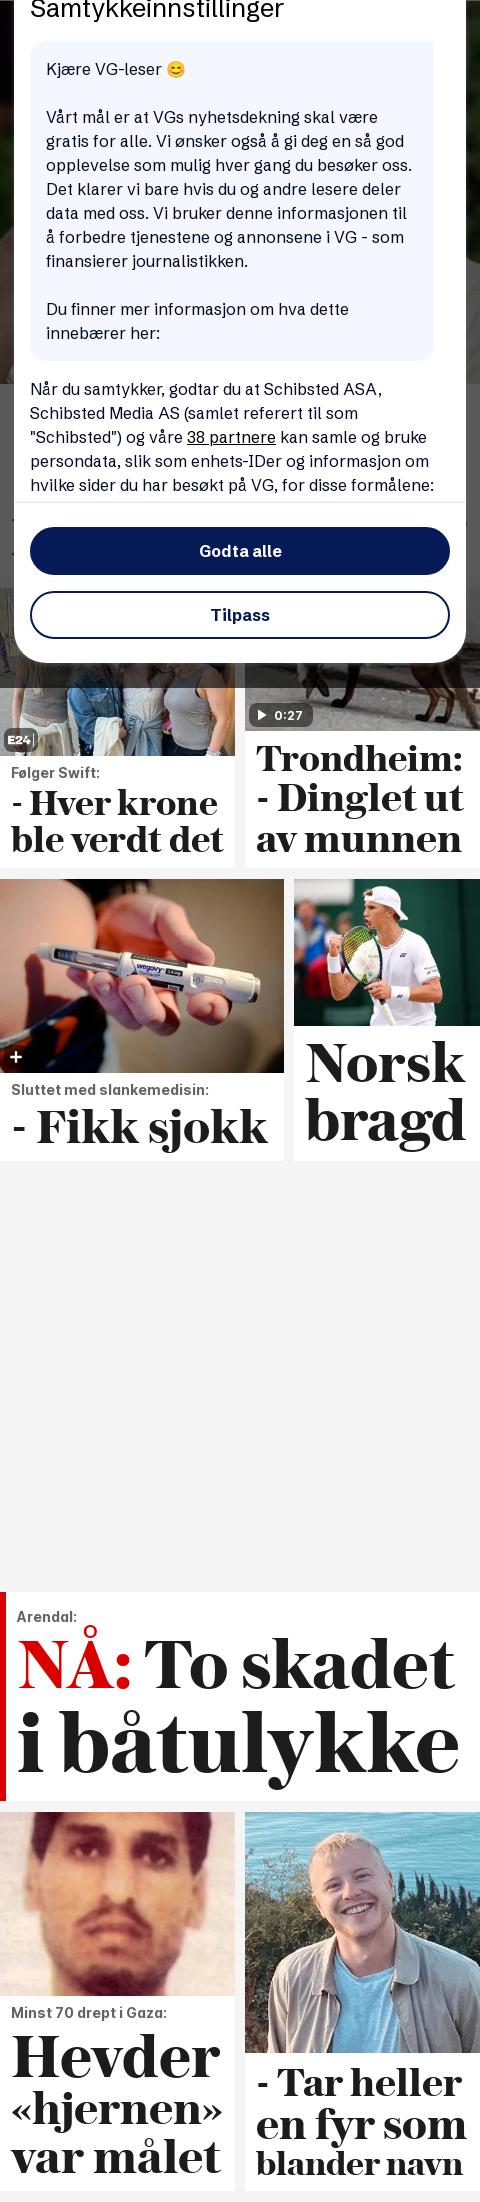 Samtykkeinnstillinger
Kjære VG-leser 😊
Vårt mål er at VGs nyhetsdekning skal være
gratis for alle. Vi ønsker også å gi deg en så god
opplevelse som mulig hver gang du besøker oss.
Det klarer vi bare hvis du og andre lesere deler
data med oss. Vi bruker denne informasjonen til
å forbedre tjenestene og annonsene i VG - som
finansierer journalistikken.
Du finner mer informasjon om hva dette
innebærer her:
Når du samtykker, godtar du at Schibsted ASA,
Schibsted Media AS (samlet referert til som
"Schibsted") og våre 38 partnere kan samle og bruke
persondata, slik som enhets-IDer og informasjon om
hvilke sider du har besøkt på VG, for disse formålene:
Godta alle
Tilpass
E24
Følger Swift:
- Hver krone
ble verdt det
0:27
Trondheim:
- Dinglet ut
av munnen
wegovy
Sluttet med slankemedisin:
- Fikk sjokk
Norsk
bragd
Arendal:
NÅ: To skadet
i båtulykke
Minst 70 drept i Gaza:
Hevder
«hjernen»
var målet
- Tar heller
en fyr som
blander navn